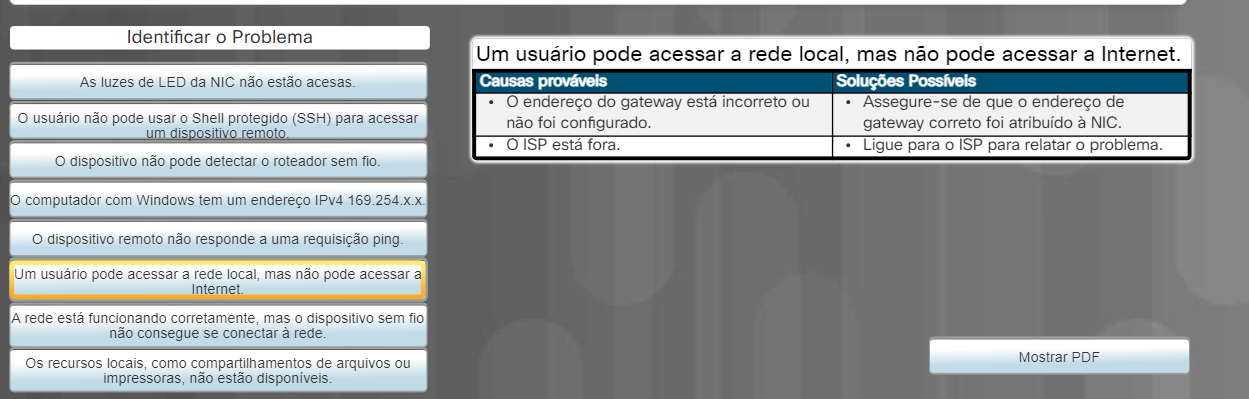 Identificar o Problema
As luzes de LED da NIC não estão acesas.
O usuário não pode usar o Shell protegido (SSH) para acessar
um dispositivo remoto.
O dispositivo não pode detectar o roteador sem fio.
O computador com Windows tem um endereço IPv4 169.254.x.x.
O dispositivo remoto não responde a uma requisição ping.
Um usuário pode acessar a rede local, mas não pode acessar a
Internet.
A rede está funcionando corretamente, mas o dispositivo sem fio
não consegue se conectar à rede.
Os recursos locais, como compartilhamentos de arquivos ou
impressoras, não estão disponíveis.
Um usuário pode acessar a rede local, mas não pode acessar a Internet.
Causas prováveis
Soluções Possíveis
• O endereço do gateway está incorreto ou
não foi configurado.
• Assegure-se de que o endereço de
gateway correto foi atribuído à NIC.
• O ISP está fora.
• Ligue para o ISP para relatar o problema.
Mostrar PDF